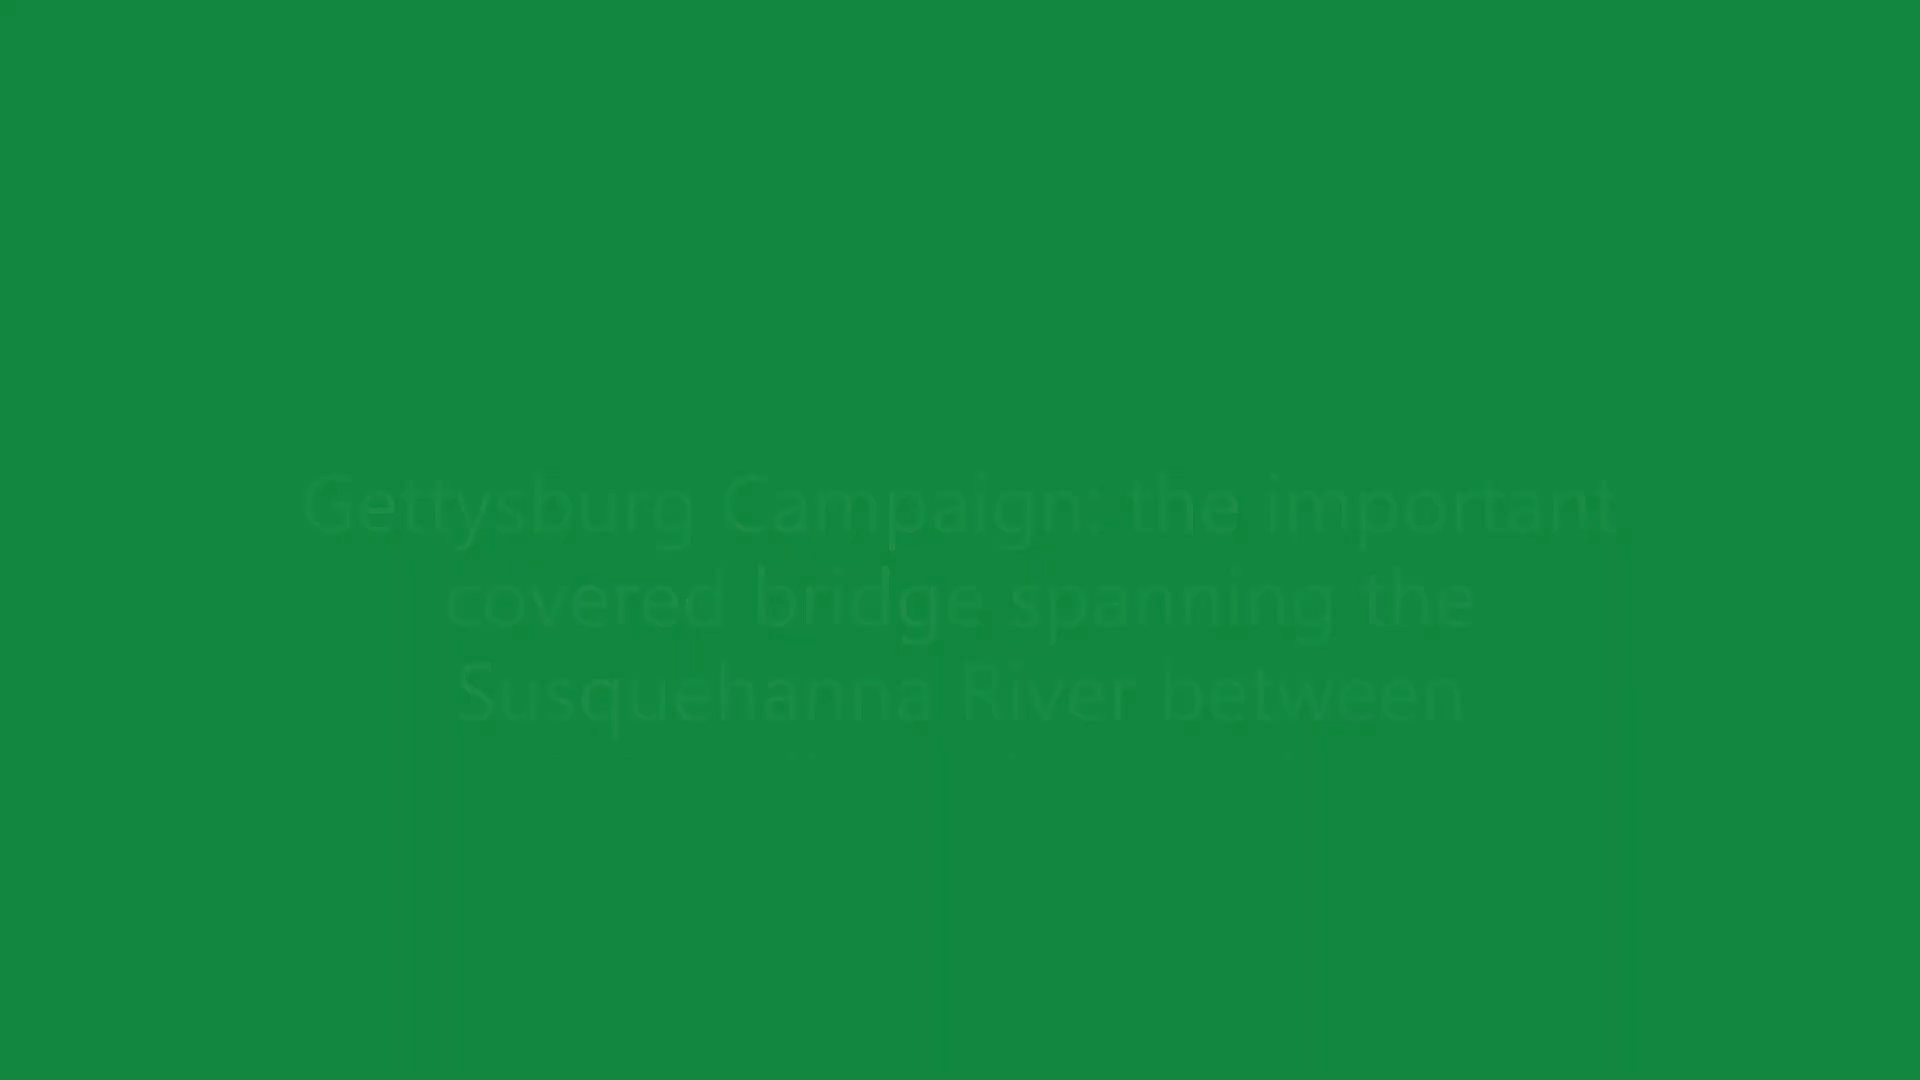 Gettysburg Campaign: the important
covered bridge spanning the
Susquehanna River between